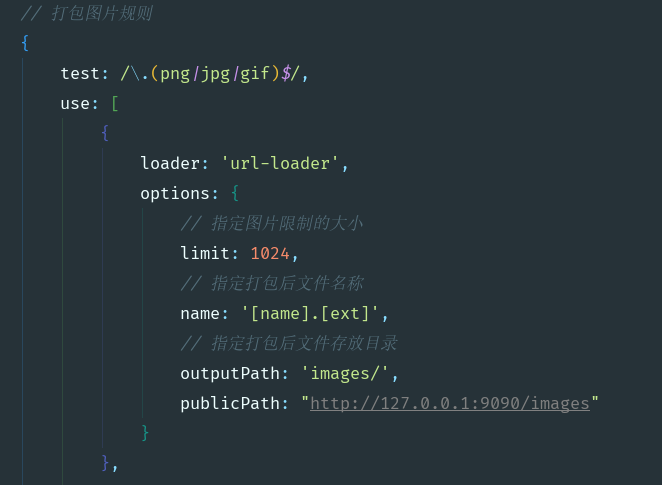 // 打包图片规则
{
test: /\.(png|jpg|gif)$/,
use: [
{
loader: 'url-loader',
options: {
// 指定图片限制的大小
limit: 1024,
// 指定打包后文件名称
name: '[name].[ext]',
// 指定打包后文件存放目录
outputPath: 'images/',
publicPath: "http://127.0.0.1:9090/images"
}
},